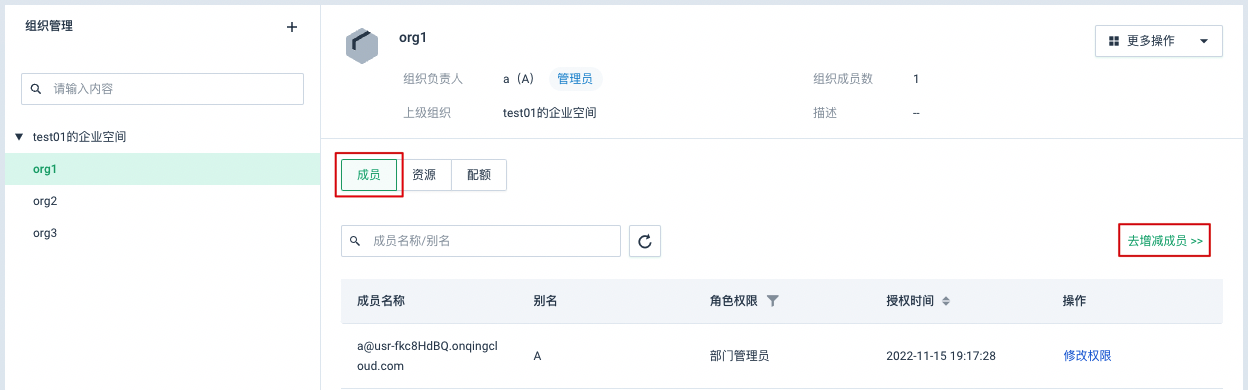 组织管理
请输入内容
test01的企业空间
org1
org2
org3
org1
更多操作
组织负责人 a（A） 管理员 组织成员数 1
上级组织 test01的企业空间 描述 --
成员 资源 配额
成员名称/别名
去增减成员 >>
成员名称 别名 角色权限 授权时间 操作
a@usr-fkc8HdBQ.onqingcl
oud.com
A 部门管理员 2022-11-15 19:17:28 修改权限